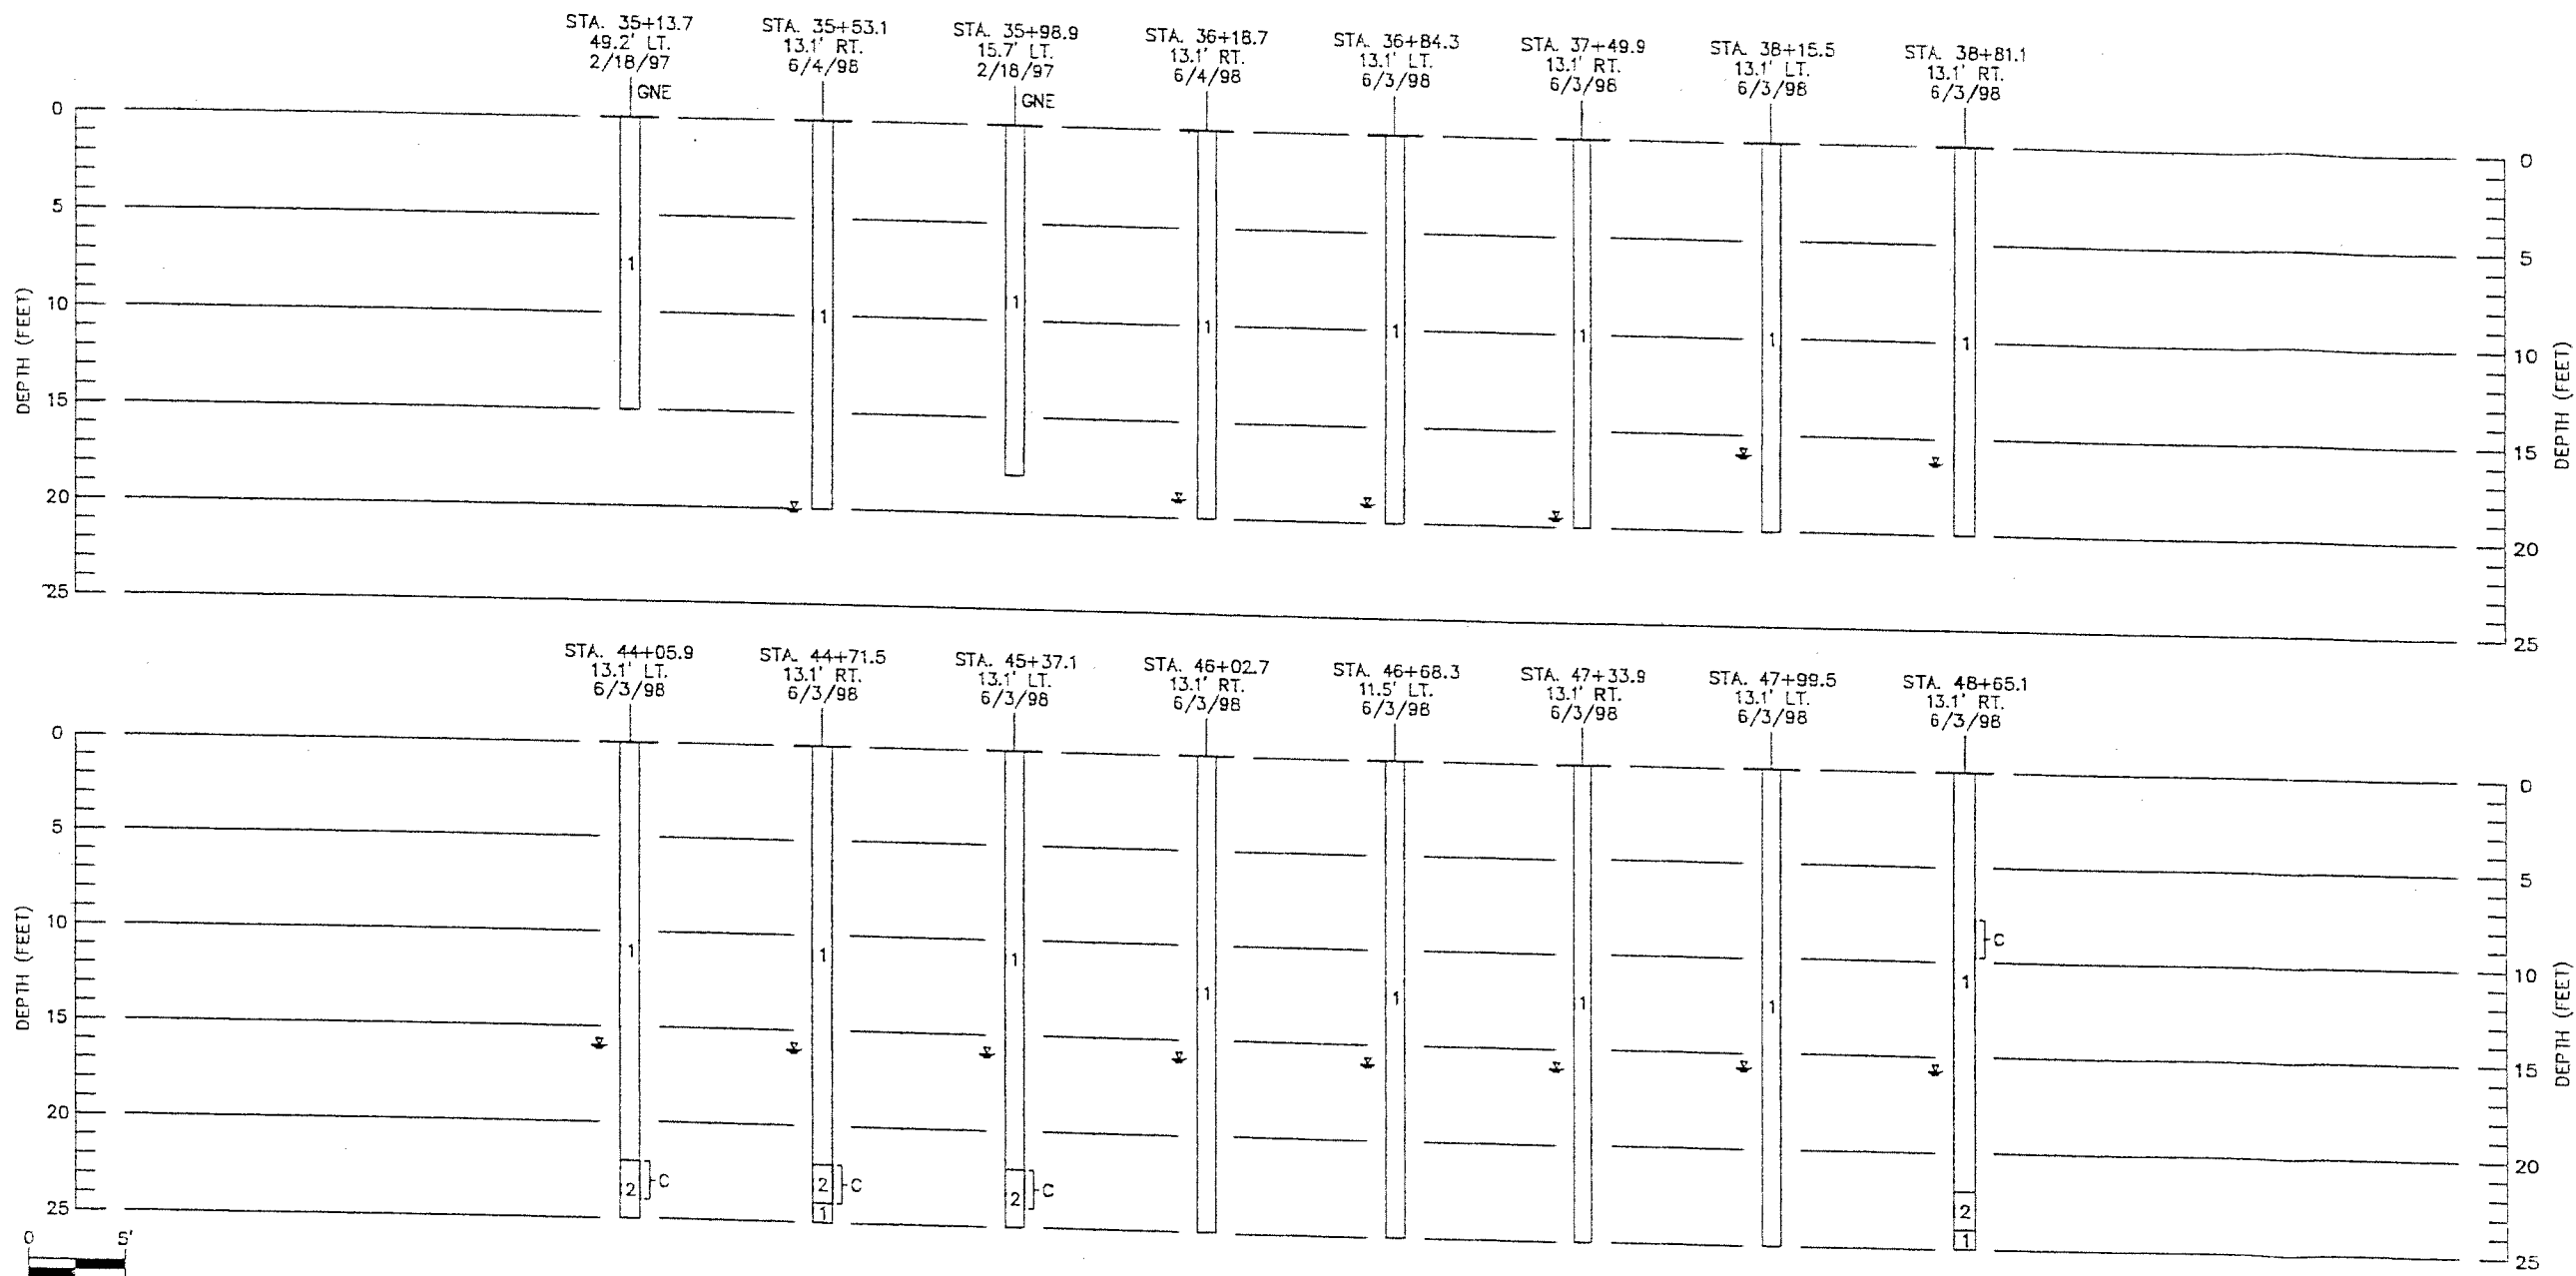 STA. 35+13.7
49.2' LT.
2/18/97
GNE
STA. 35+53.1
13.1' RT.
6/4/98
STA. 35+98.9
15.7' LT.
2/18/97
GNE
STA. 36+18.7
13.1' RT.
6/4/98
STA. 36+84.3
13.1' LT.
6/3/98
STA. 37+49.9
13.1' RT.
6/3/98
STA. 38+15.5
13.1' LT.
6/3/98
STA. 38+81.1
13.1' RT.
6/3/98
DEPTH (FEET)
0
5
10
15
20
25
1
1
1
1
1
1
1
1
0
5
10
15
20
25
DEPTH (FEET)
STA. 44+05.9
13.1' LT.
6/3/98
STA. 44+71.5
13.1' RT.
6/3/98
STA. 45+37.1
13.1' LT.
6/3/98
STA. 46+02.7
13.1' RT.
6/3/98
STA. 46+68.3
11.5' LT.
6/3/98
STA. 47+33.9
13.1' RT.
6/3/98
STA. 47+99.5
13.1' LT.
6/3/98
STA. 48+65.1
13.1' RT.
6/3/98
DEPTH (FEET)
0
5
10
15
20
25
1
2
C
1
2
C
1
1
2
C
1
1
1
1
C
1
2
1
0
5
10
15
20
25
DEPTH (FEET)
0 5'